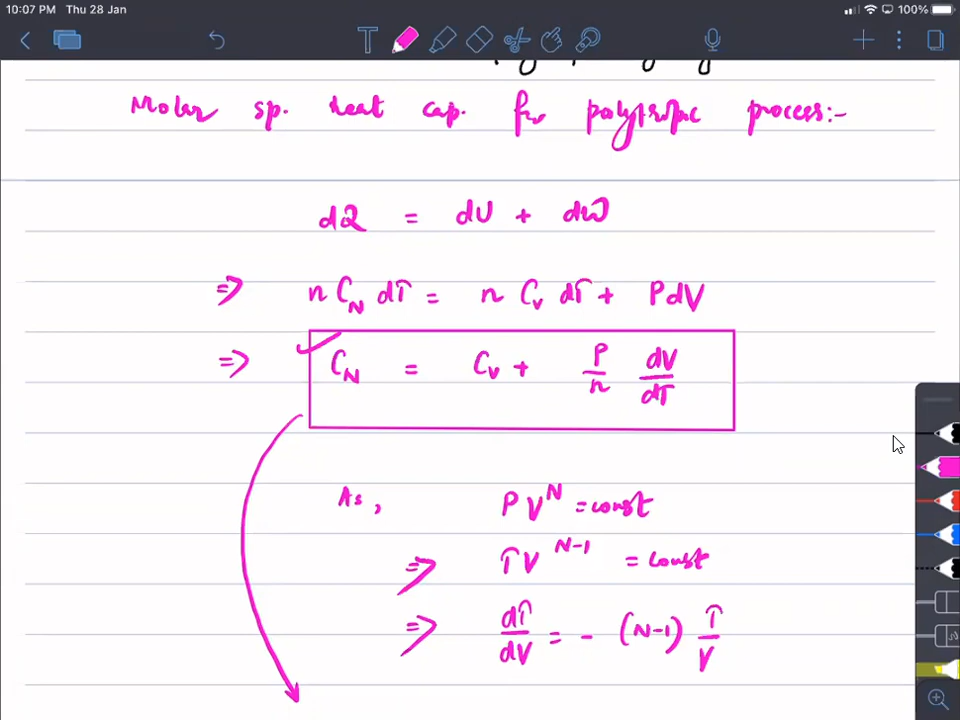 10:07 PM Thu 28 Jan 100%
T
Molar sp. heat cap. for polytropic process:-
dQ = dU + dW
=> n C_N dT = n C_V dT + PdV
=> C_N = C_V + P/n dV/dT
As, PV^N = const
=> TV^{N-1} = const
=> dT/dV = - (N-1) T/V